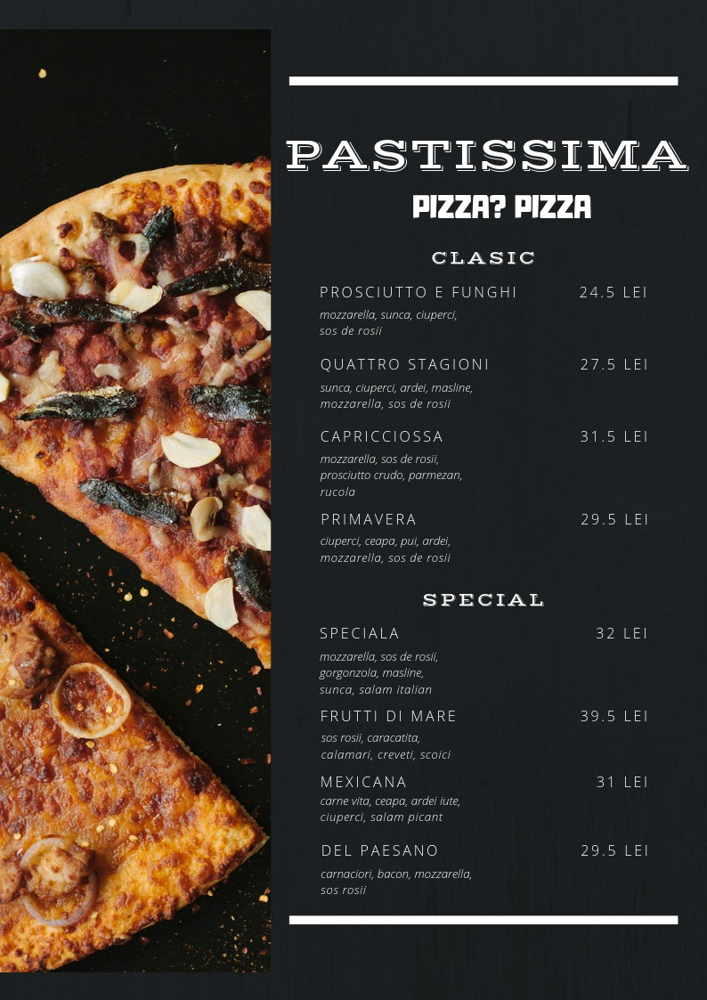 PASTISSIMA
PIZZA? PIZZA
CLASIC
PROSCIUTTO E FUNGHI 24.5 LEI
mozzarella, sunca, ciuperci,
sos de rosii
QUATTRO STAGIONI 27.5 LEI
sunca, ciuperci, ardei, masline,
mozzarella, sos de rosii
CAPRICCIOSSA 31.5 LEI
mozzarella, sos de rosii,
prosciutto crudo, parmezan,
rucola
PRIMAVERA 29.5 LEI
ciuperci, ceapa, pui, ardei,
mozzarella, sos de rosii
SPECIAL
SPECIALA 32 LEI
mozzarella, sos de rosii,
gorgonzola, masline,
sunca, salam italian
FRUTTI DI MARE 39.5 LEI
sos rosii, caracatita,
calamari, creveti, scoici
MEXICANA 31 LEI
carne vita, ceapa, ardei iute,
ciuperci, salam picant
DEL PAESANO 29.5 LEI
carnaciori, bacon, mozzarella,
sos rosii